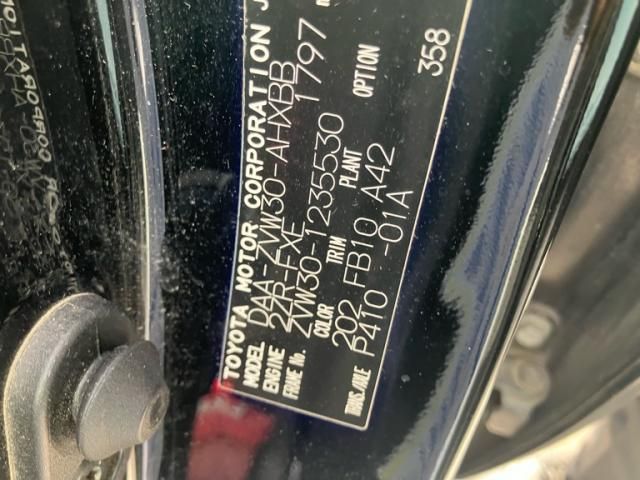 TOYOTA MOTOR CORPORATION J
MODEL DAA-ZVW30-AHXBB
ENGINE 2ZR-FXE 1797
FRAME No. ZVW30-1235530
COLOR TRIM PLANT OPTION
202 FB10 A42 358
TRANS./AXLE P410 -01A